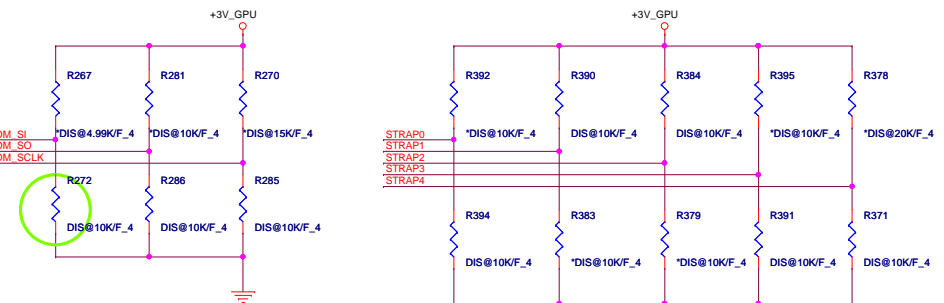 +3V_GPU
+3V_GPU
R267
R281
R270
R392
R390
R384
R395
R378
*DIS@4.99K/F_4
*DIS@10K/F_4
*DIS@15K/F_4
*DIS@10K/F_4
DIS@10K/F_4
DIS@10K/F_4
*DIS@10K/F_4
*DIS@20K/F_4
OM_SI
OM_SO
OM_SCLK
STRAP0
STRAP1
STRAP2
STRAP3
STRAP4
R272
R286
R285
R394
R383
R379
R391
R371
DIS@10K/F_4
DIS@10K/F_4
DIS@10K/F_4
DIS@10K/F_4
*DIS@10K/F_4
*DIS@10K/F_4
DIS@10K/F_4
DIS@10K/F_4